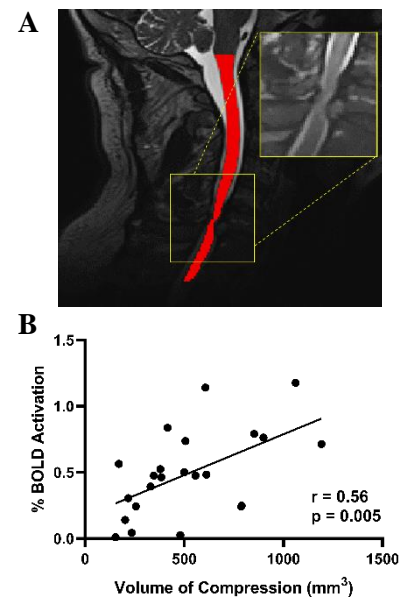 A
B
1.5
1.0
0.5
0.0
% BOLD Activation
r = 0.56
p = 0.005
0 500 1000 1500
Volume of Compression (mm³)